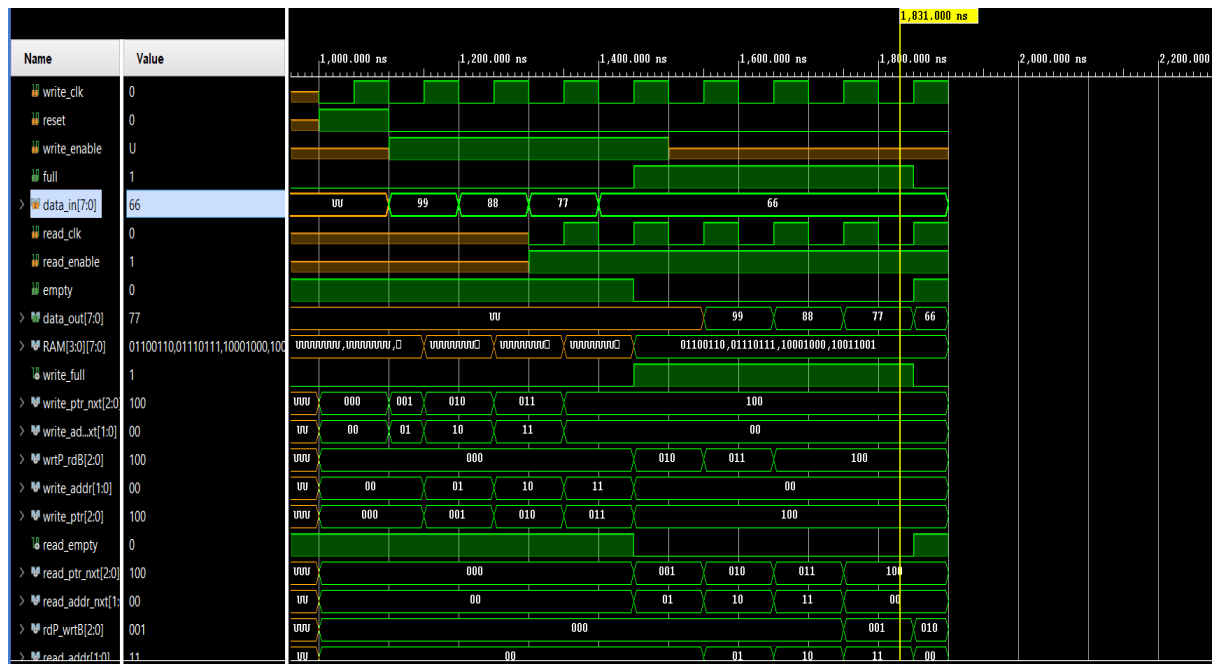 1,831.000 ns
Name Value 1,000.000 ns 1,200.000 ns 1,400.000 ns 1,600.000 ns 1,800.000 ns 2,000.000 ns 2,200.000
write_clk 0
reset 0
write_enable U
full 1
data_in[7:0] 66 UU 99 88 77 66
read_clk 0
read_enable 1
empty 0
data_out[7:0] 77 UU 99 88 77 66
RAM[3:0][7:0] 01100110,01110111,10001000,100 UUUUUUUU,UUUUUUUU,□ UUUUUUUU□ UUUUUUUU□ UUUUUUUU□ 01100110,01110111,10001000,10011001
write_full 1
write_ptr_nxt[2:0] 100 UUU 000 001 010 011 100
write_ad...xt[1:0] 00 UU 00 01 10 11 00
wrtP_rdB[2:0] 100 UUU 000 010 011 100
write_addr[1:0] 00 UU 00 01 10 11 00
write_ptr[2:0] 100 UUU 000 001 010 011 100
read_empty 0
read_ptr_nxt[2:0] 100 UUU 000 001 010 011 100
read_addr_nxt[1: 00 UU 00 01 10 11 00
rdP_wrtB[2:0] 001 UUU 000 001 010
read_addr[1:0] 11 UU 00 01 10 11 00